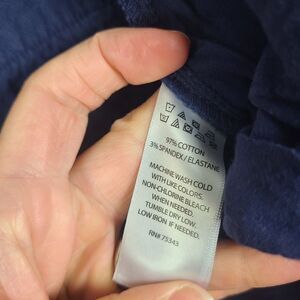 97% COTTON
3% SPANDEX / ELASTANE
MACHINE WASH COLD
WITH LIKE COLORS.
NON-CHLORINE BLEACH
WHEN NEEDED.
TUMBLE DRY LOW.
LOW IRON IF NEEDED.
RN# 75343